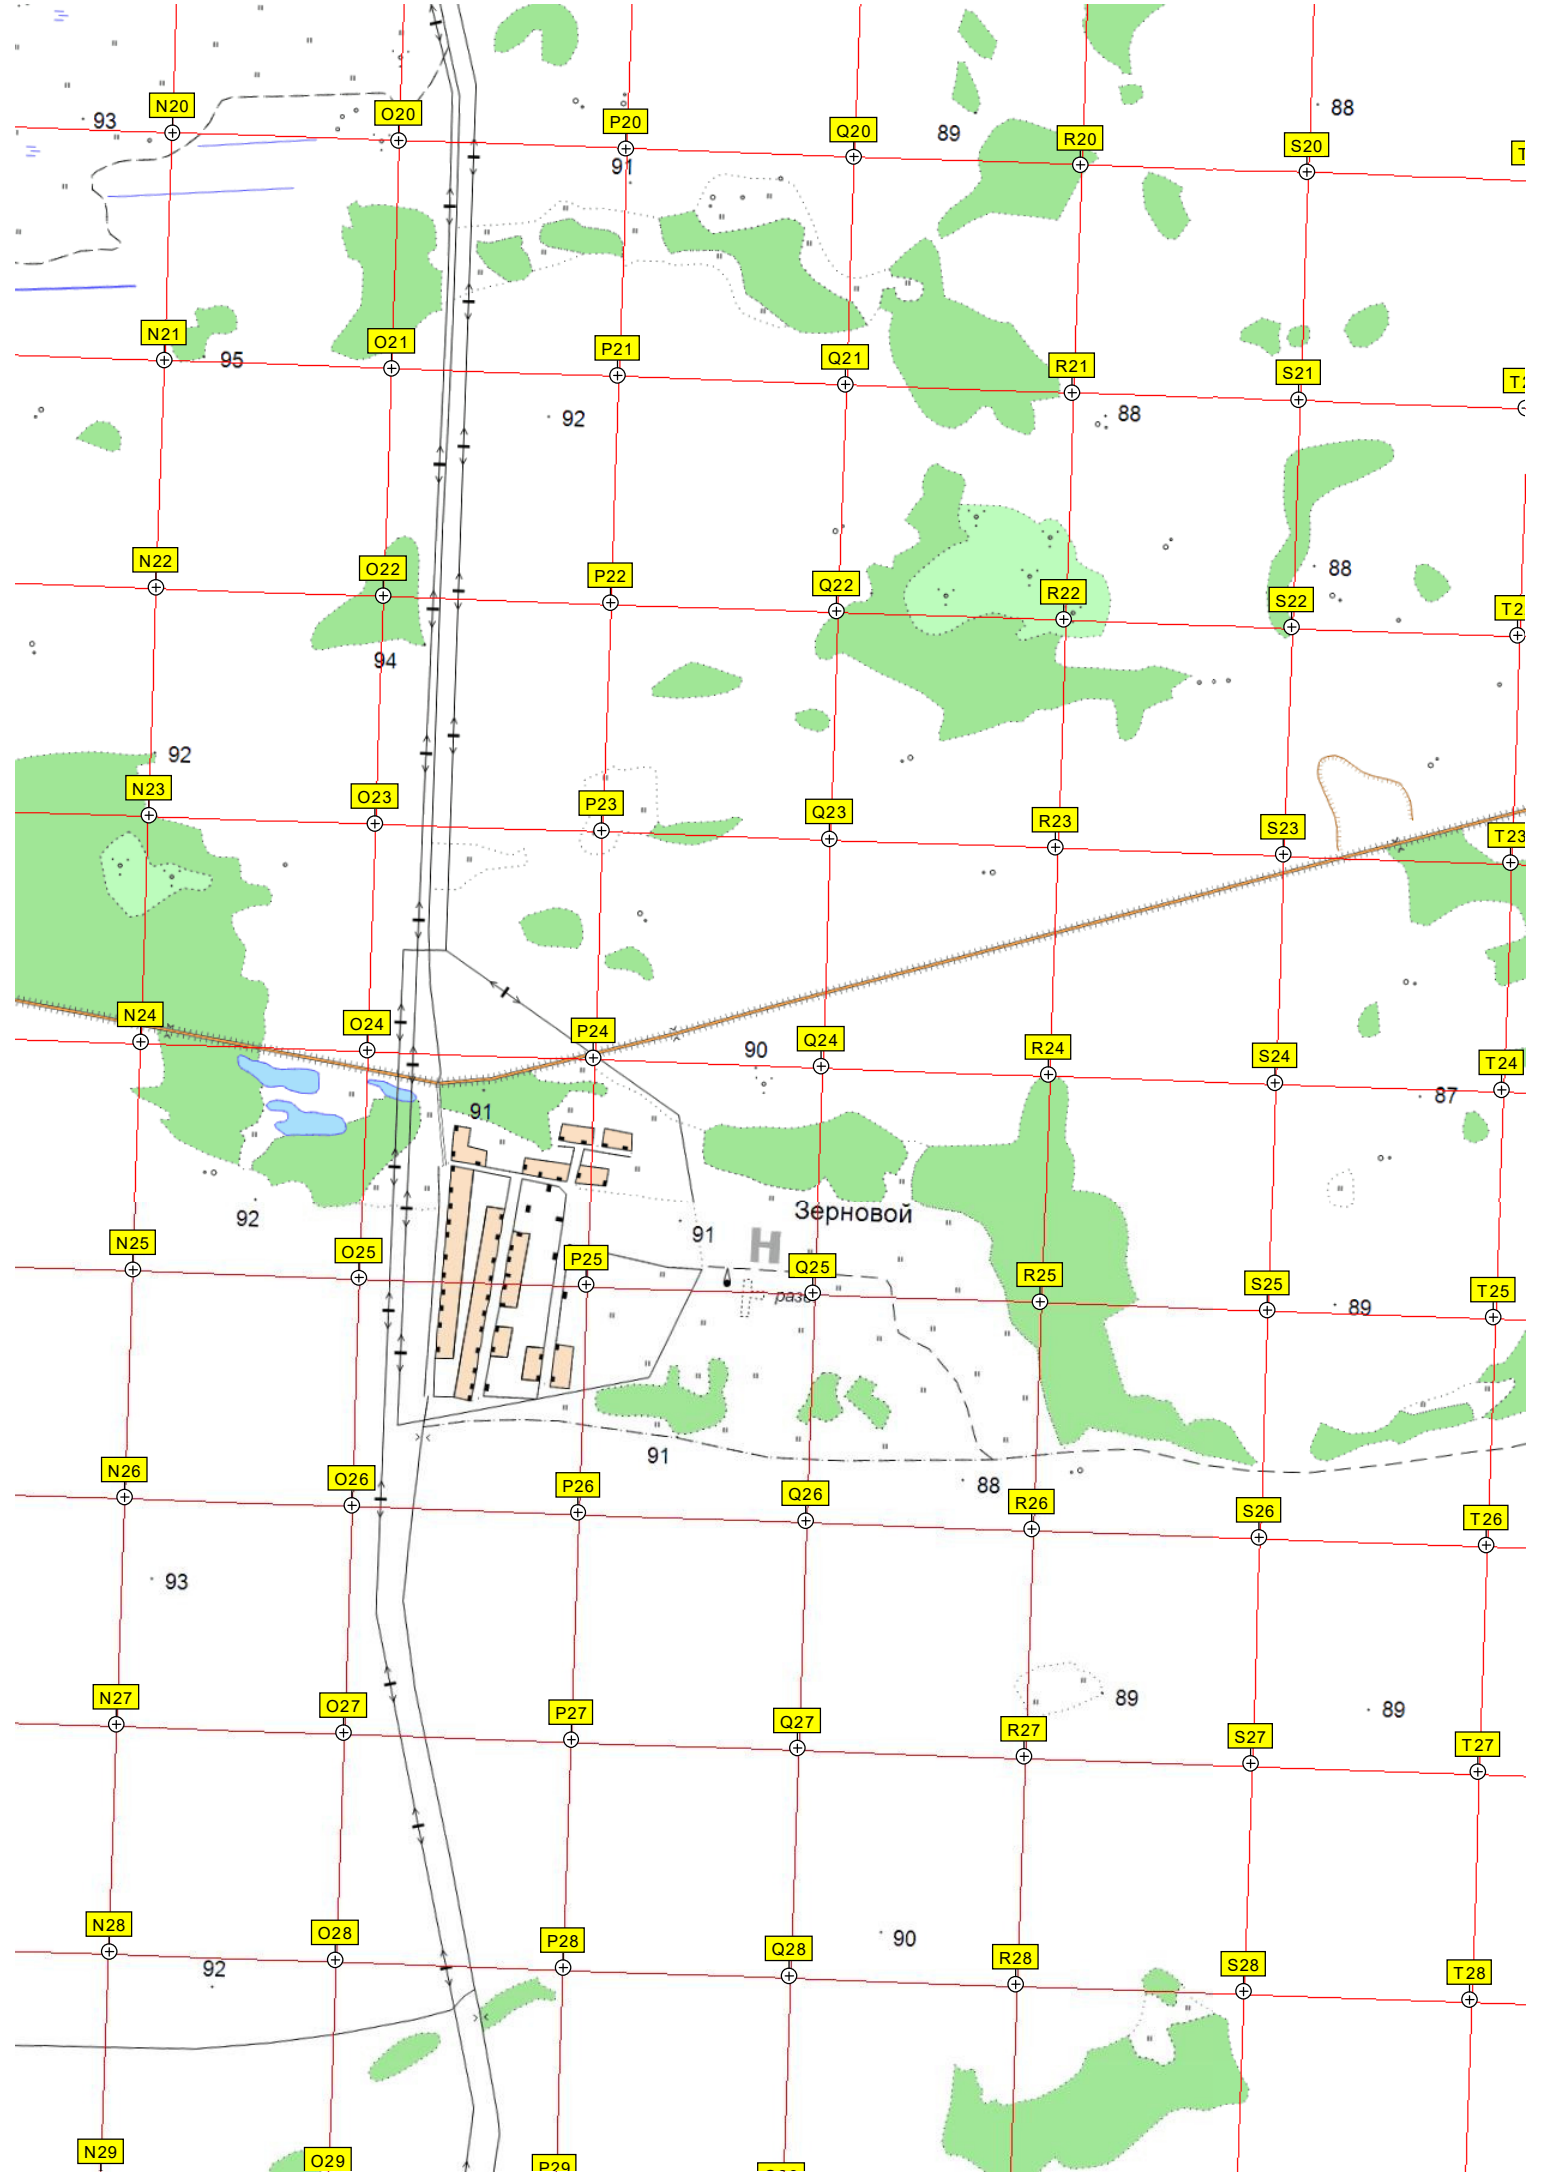 88
N20
93
O20
P20
Q20
89
R20
S20
91
N21
95
O21
P21
Q21
R21
S21
92
88
N22
O22
P22
Q22
R22
88
S22
94
92
N23
O23
P23
Q23
R23
S23
T23
N24
O24
P24
90
Q24
R24
S24
T24
87
91
92
Зерновой
91
Н
N25
O25
P25
Q25
R25
S25
89
T25
91
N26
O26
P26
Q26
88
R26
S26
T26
93
89
89
N27
O27
P27
Q27
R27
S27
T27
90
N28
O28
P28
Q28
R28
S28
T28
92
N29
O29
P29